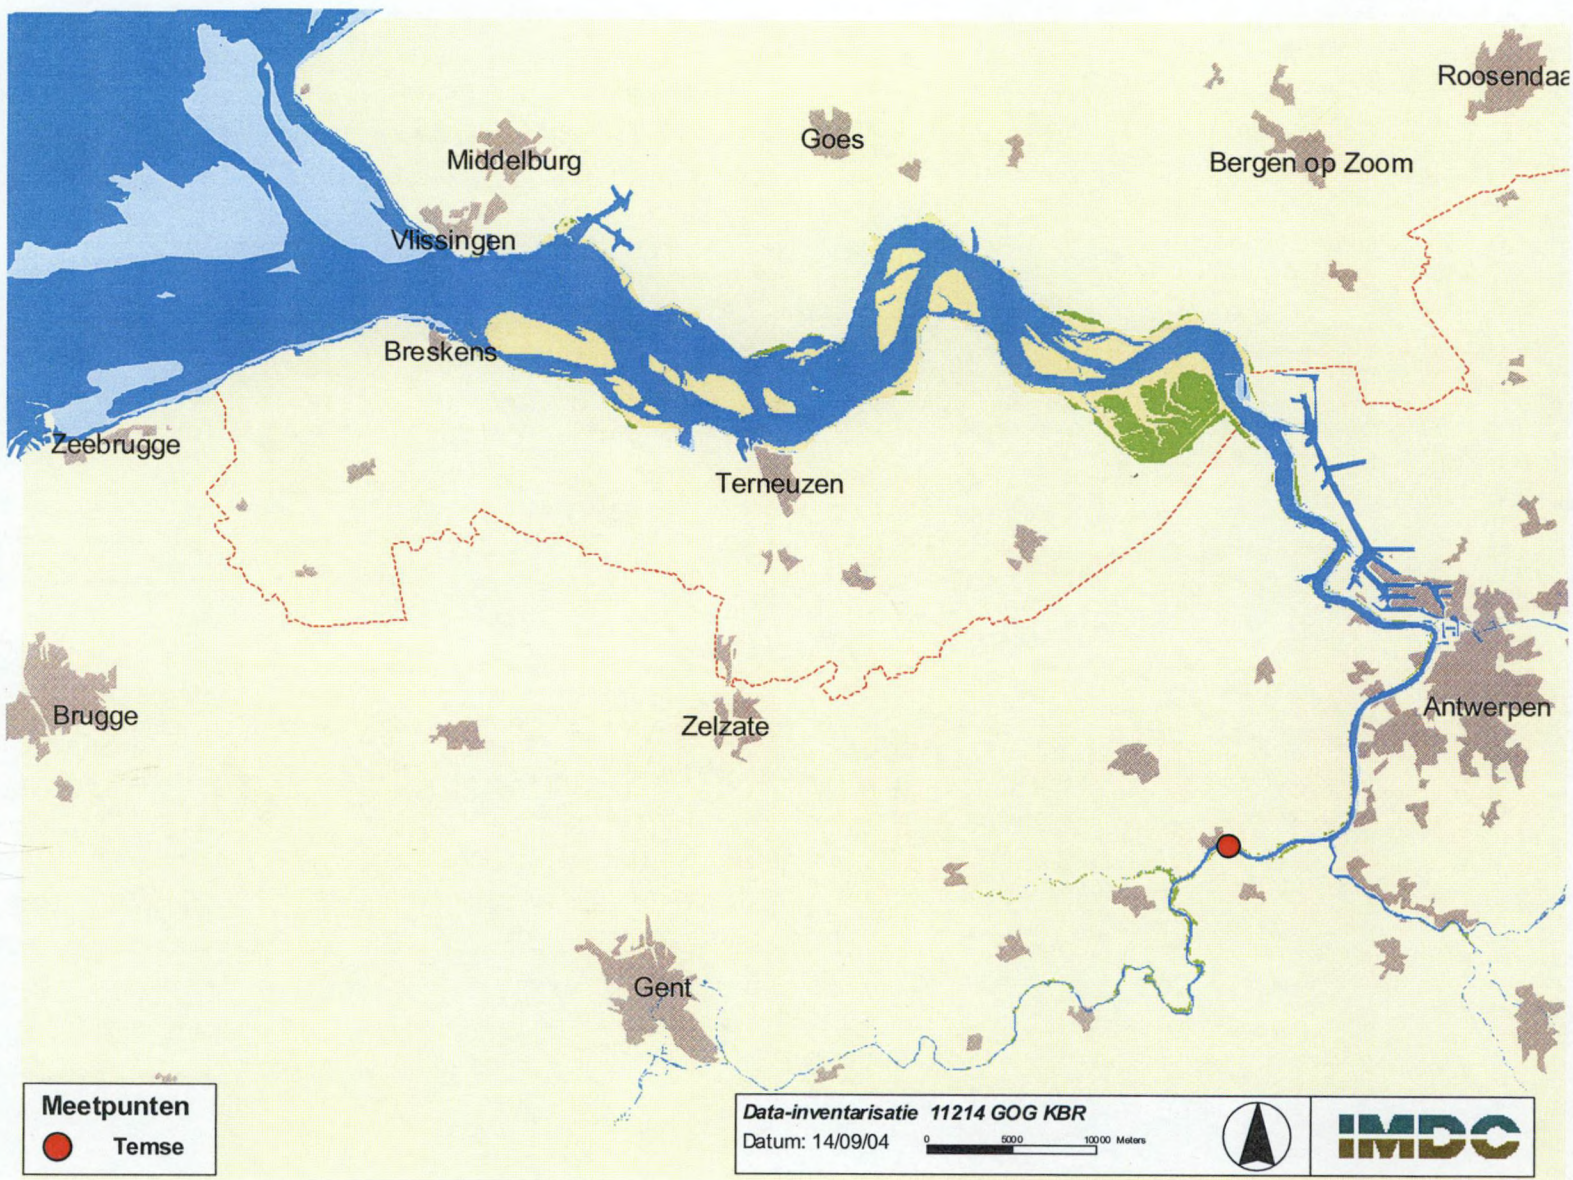 Roosendaa
Goes
Middelburg
Bergen op Zoom
Vlissingen
Breskens
Zeebrugge
Terneuzen
Brugge
Zelzate
Antwerpen
Gent
Meetpunten
Temse
Data-inventarisatie 11214 GOG KBR
Datum: 14/09/04
0 5000 10000 Meters
IMDC